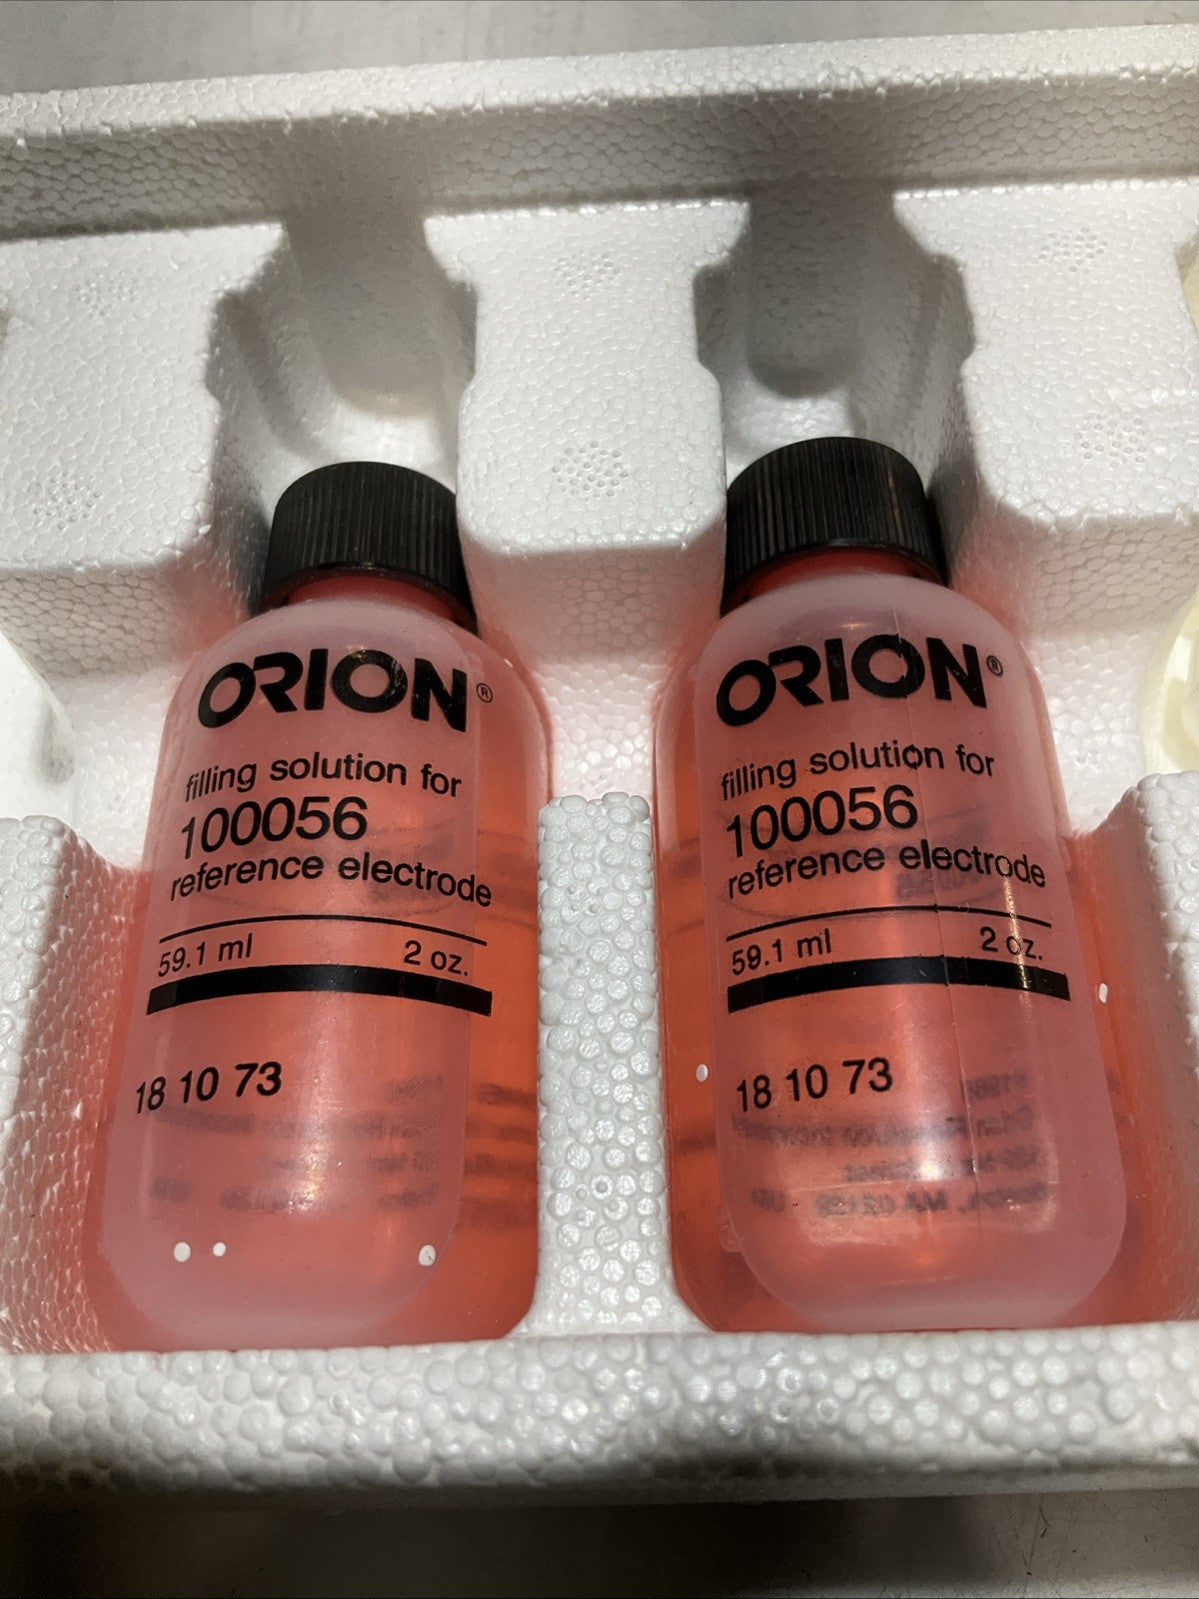 ORION®
filling solution for
100056
reference electrode
59.1 ml 2 oz.
18 10 73
ORION®
filling solution for
100056
reference electrode
59.1 ml 2 oz.
18 10 73